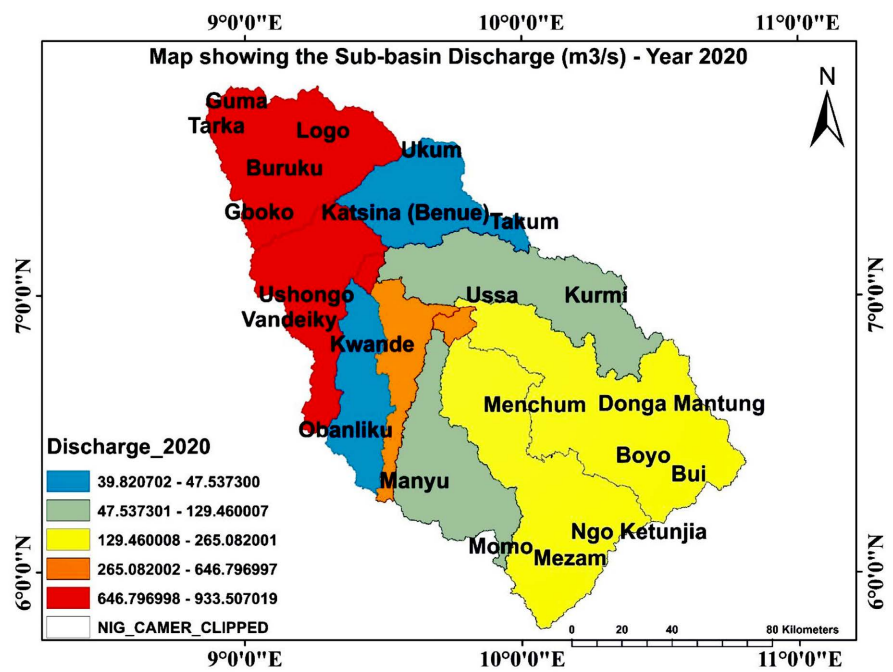 9°0'0"E 10°0'0"E 11°0'0"E
Map showing the Sub-basin Discharge (m3/s) - Year 2020
N
Guma
Tarka
Logo
Ukum
Buruku
Gboko
Katsina (Benue)
Takum
7°0'0"N
7°0'0"N
Ushongo
Ussa
Kurmi
Vandeiky
Kwande
Menchum
Donga Mantung
Obanliku
Boyo
Bui
Manyu
Ngo Ketunjia
Momo
Mezam
Discharge_2020
39.820702 - 47.537300
47.537301 - 129.460007
129.460008 - 265.082001
265.082002 - 646.796997
646.796998 - 933.507019
NIG_CAMER_CLIPPED
6°0'0"N
6°0'0"N
0 20 40 80 Kilometers
9°0'0"E 10°0'0"E 11°0'0"E